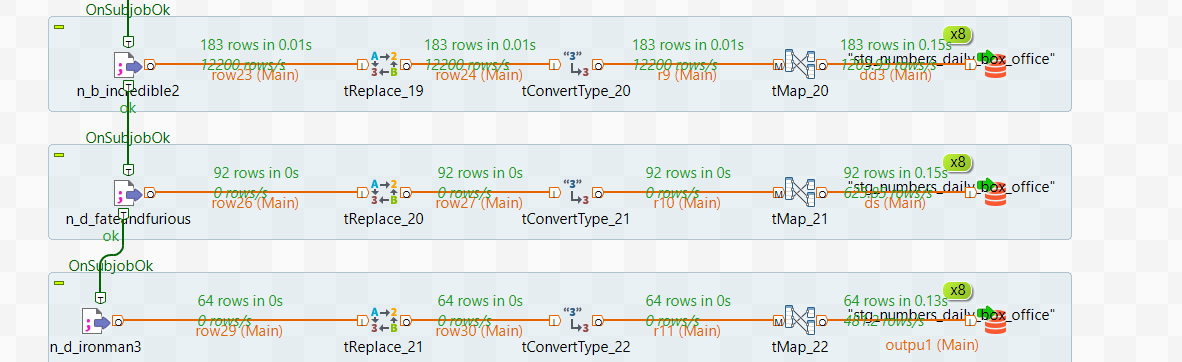 OnSubjobOk
x8
183 rows in 0.01s 183 rows in 0.01s 183 rows in 0.01s 183 rows in 0.15s
"stg_numbers_daily_box_office"
12200 rows/s 12200 rows/s 12200 rows/s
row23 (Main) row24 (Main) r9 (Main) dd3 (Main)
n_b_incredible2 tReplace_19 tConvertType_20 tMap_20
ok
OnSubjobOk
x8
92 rows in 0s 92 rows in 0s 92 rows in 0s 92 rows in 0.15s
"stg_numbers_daily_box_office"
0 rows/s 0 rows/s 0 rows/s
row26 (Main) row27 (Main) r10 (Main) ds (Main)
n_d_fateandfurious tReplace_20 tConvertType_21 tMap_21
ok
OnSubjobOk
x8
64 rows in 0s 64 rows in 0s 64 rows in 0s 64 rows in 0.13s
"stg_numbers_daily_box_office"
0 rows/s 0 rows/s 0 rows/s 481.2 rows/s
row29 (Main) row30 (Main) r11 (Main)
n_d_ironman3 tReplace_21 tConvertType_22 tMap_22 outpu1 (Main)